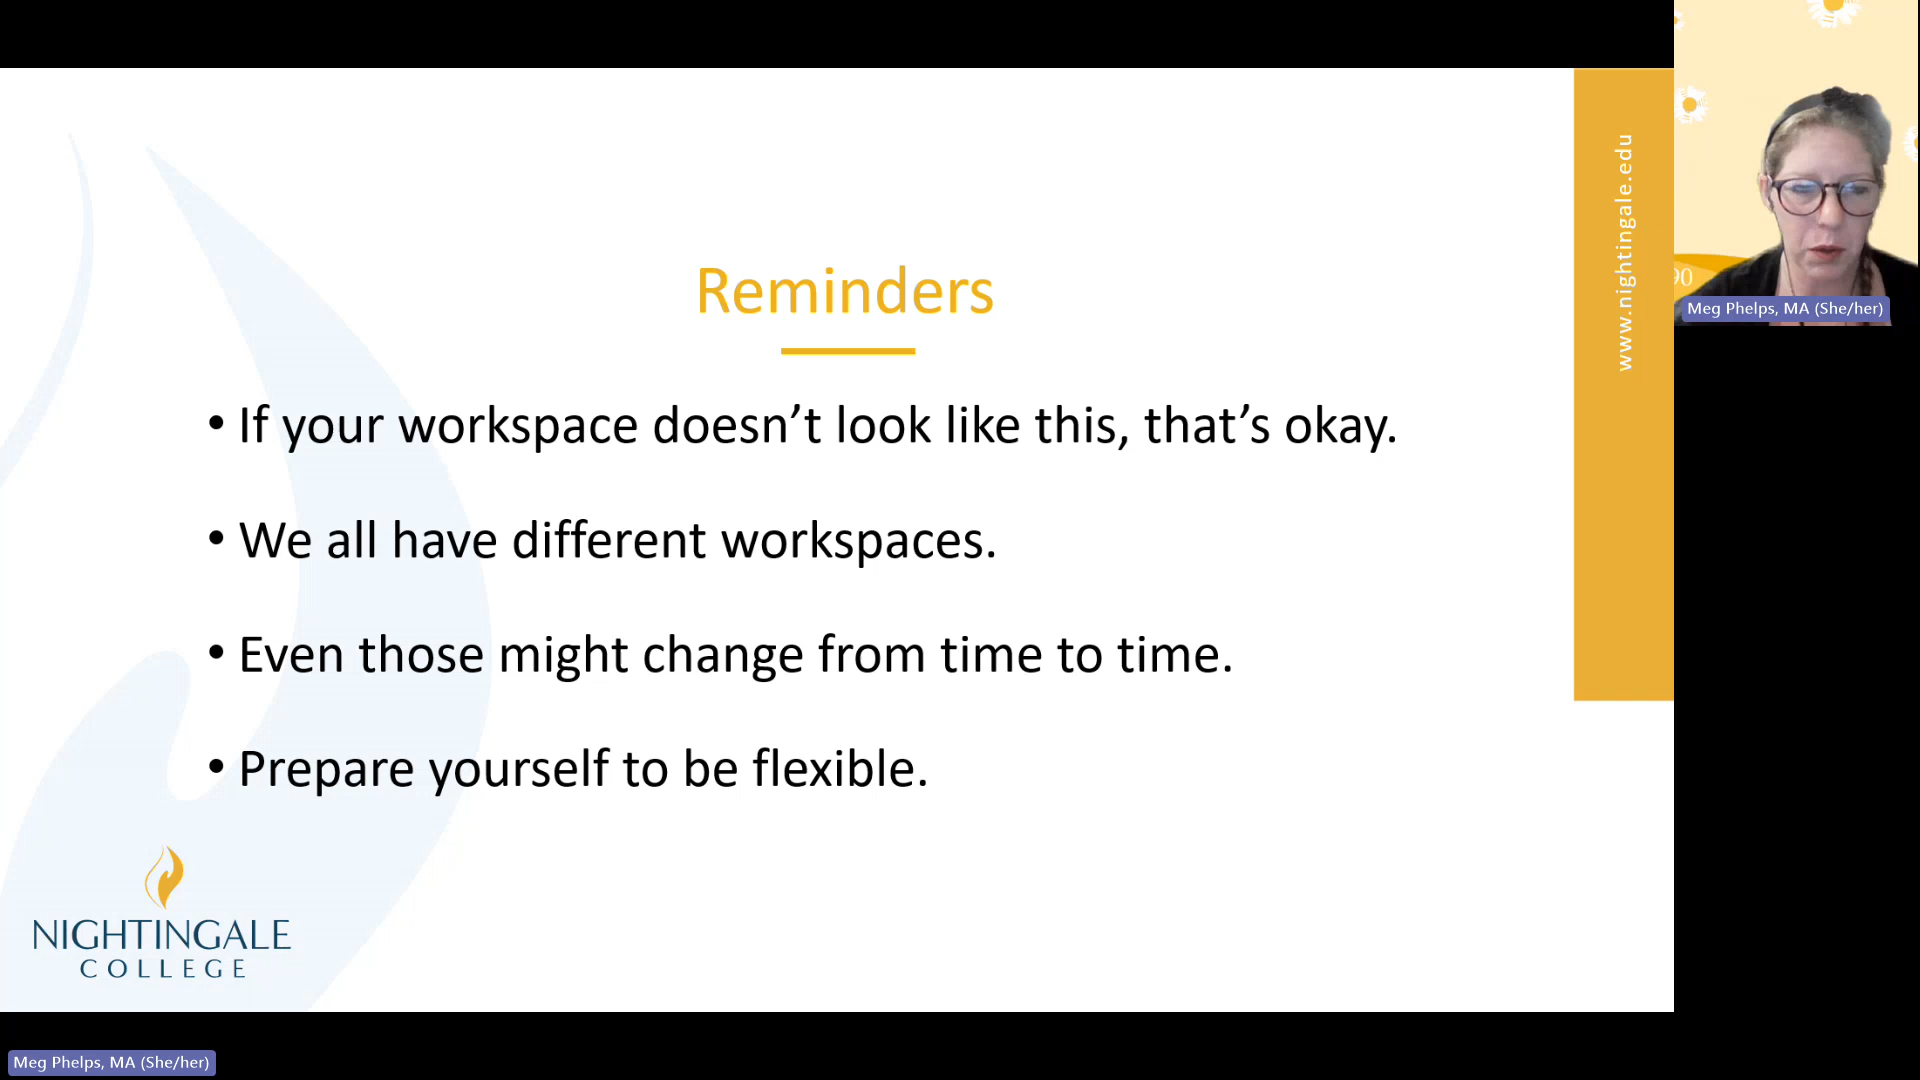 Reminders
• If your workspace doesn’t look like this, that’s okay.
• We all have different workspaces.
• Even those might change from time to time.
• Prepare yourself to be flexible.
NIGHTINGALE
COLLEGE
www.nightingale.edu
90
Meg Phelps, MA (She/her)
Meg Phelps, MA (She/her)